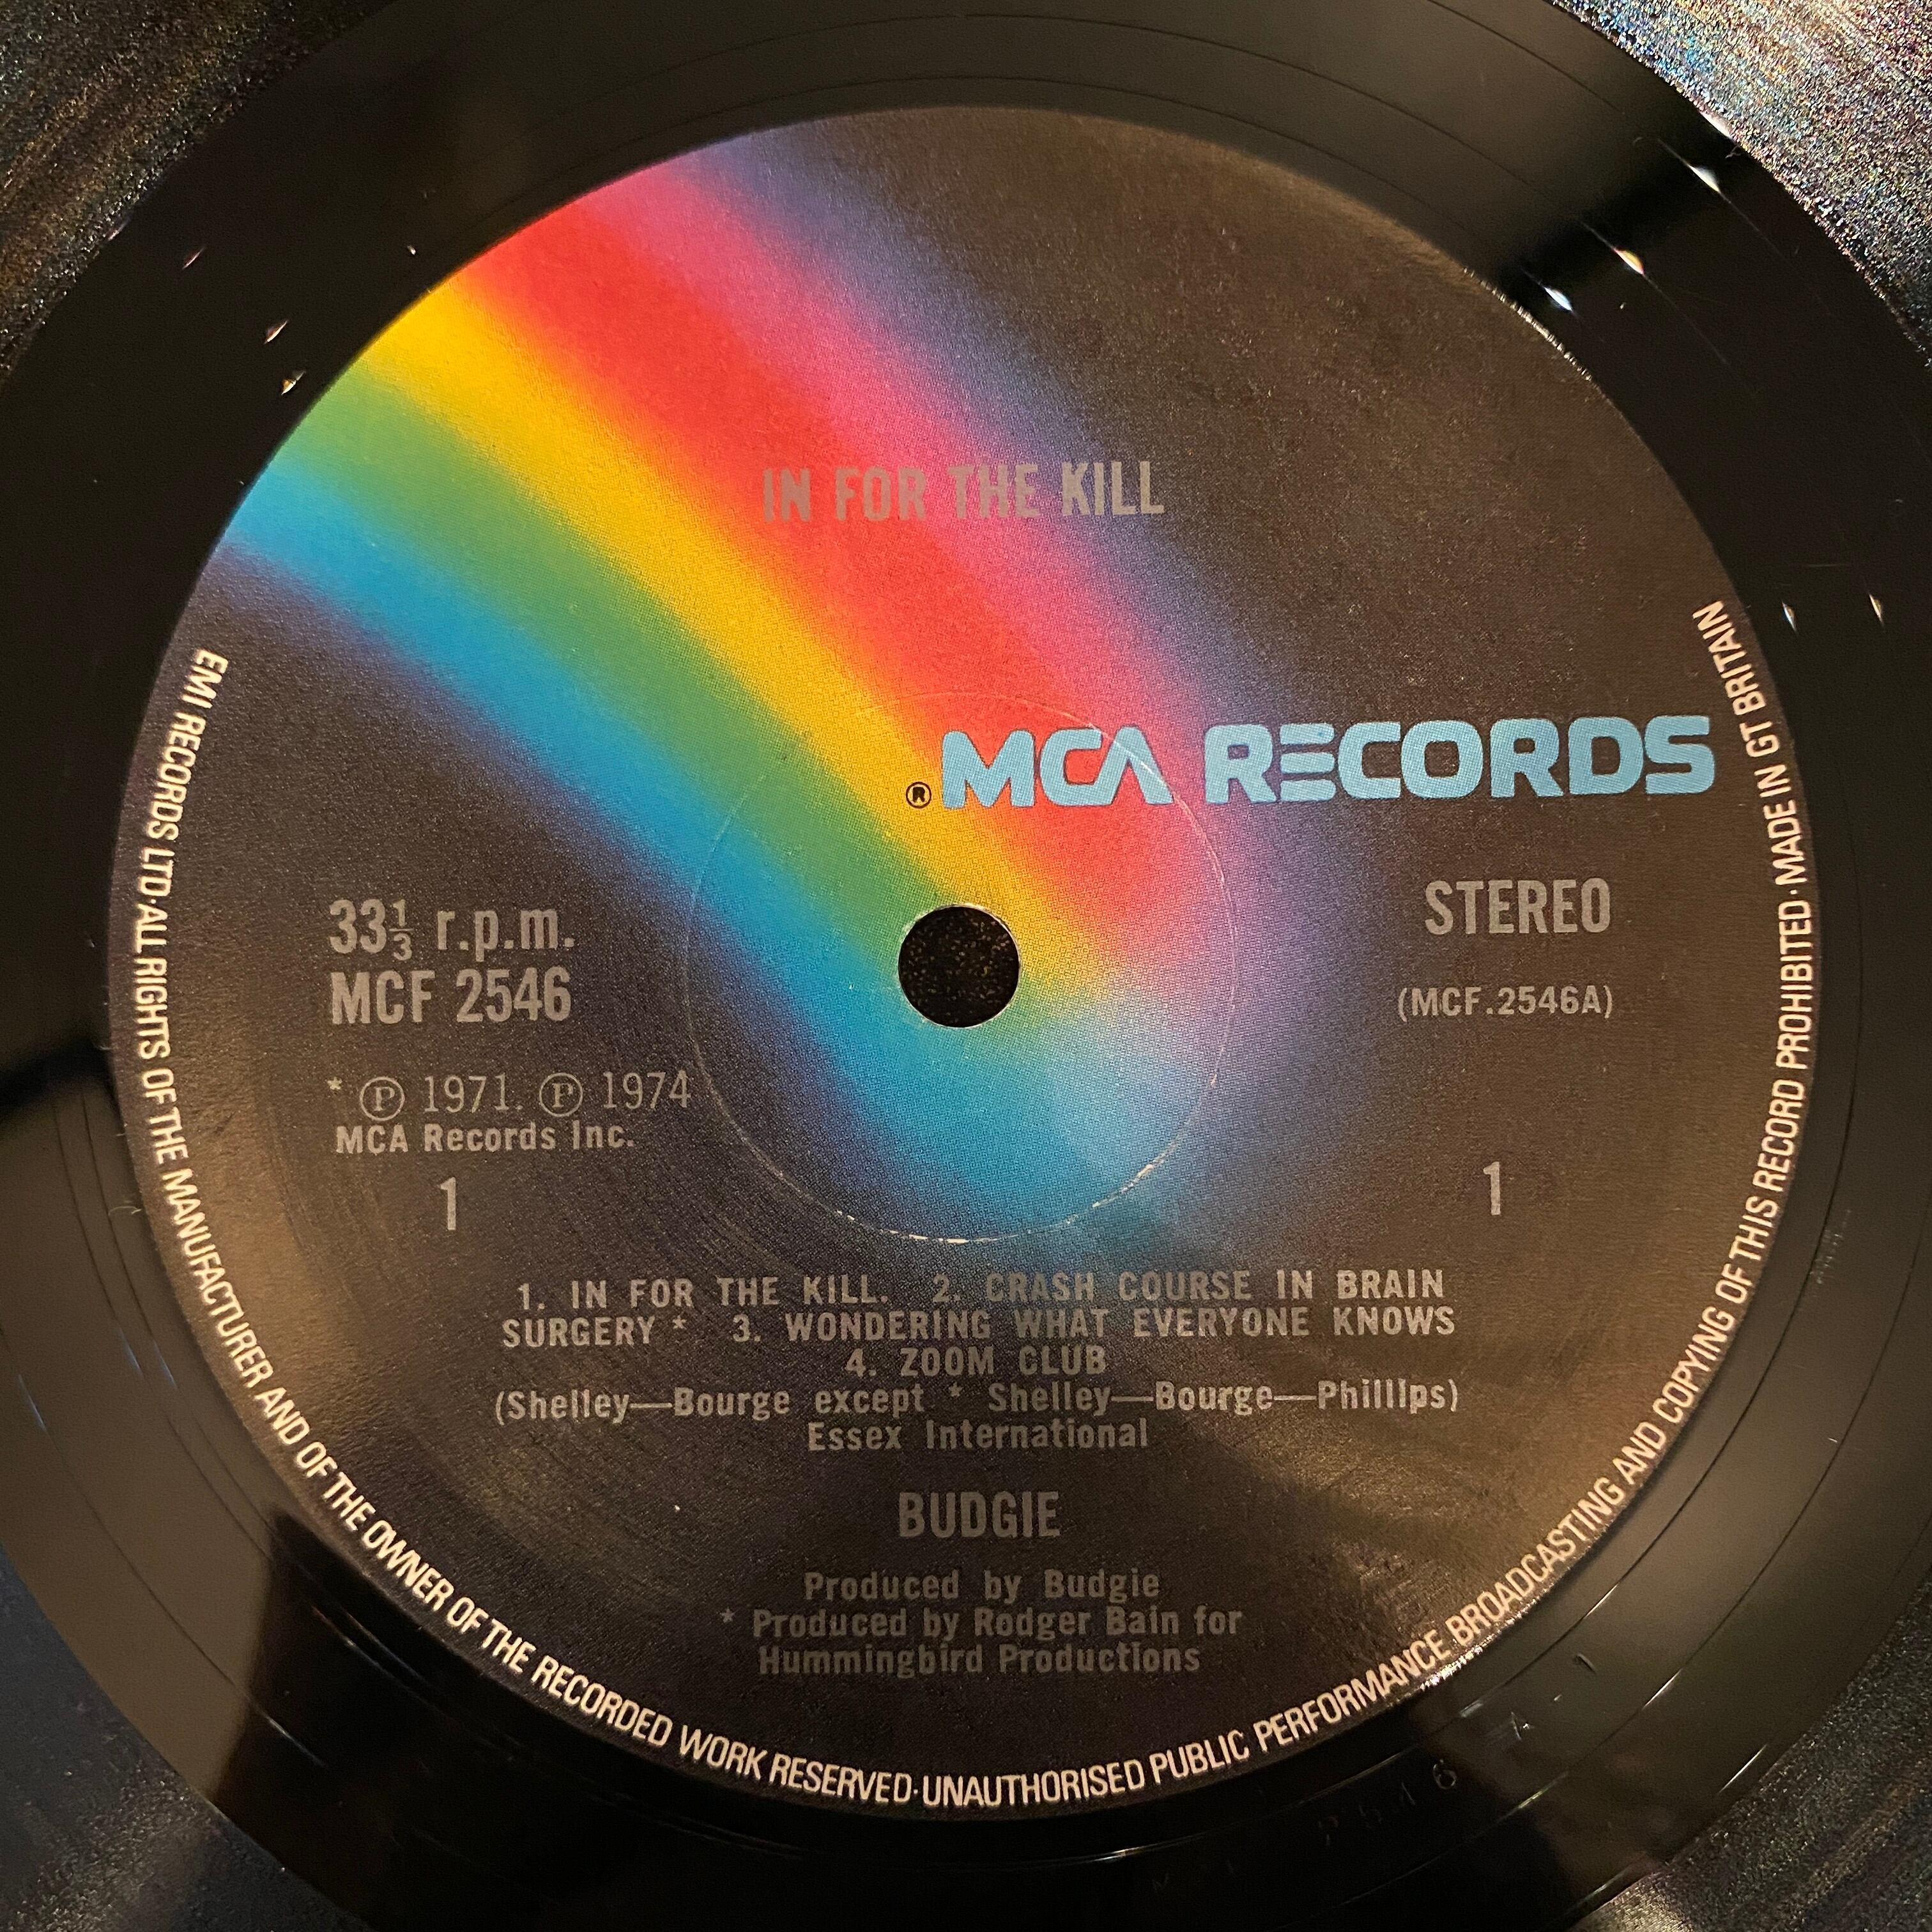 IN FOR THE KILL
® MCA RECORDS
33⅓ r.p.m.
MCF 2546
STEREO
(MCF.2546A)
* Ⓟ 1971. Ⓟ 1974
MCA Records Inc.
1
1
1. IN FOR THE KILL. 2. CRASH COURSE IN BRAIN
SURGERY * 3. WONDERING WHAT EVERYONE KNOWS
4. ZOOM CLUB
(Shelley—Bourge except * Shelley—Bourge—Phillips)
Essex International
BUDGIE
Produced by Budgie
* Produced by Rodger Bain for
Hummingbird Productions
EMI RECORDS LTD·ALL RIGHTS OF THE MANUFACTURER AND OF THE OWNER OF THE RECORDED WORK RESERVED·UNAUTHORISED PUBLIC PERFORMANCE BROADCASTING AND COPYING OF THIS RECORD PROHIBITED·MADE IN GT BRITAIN